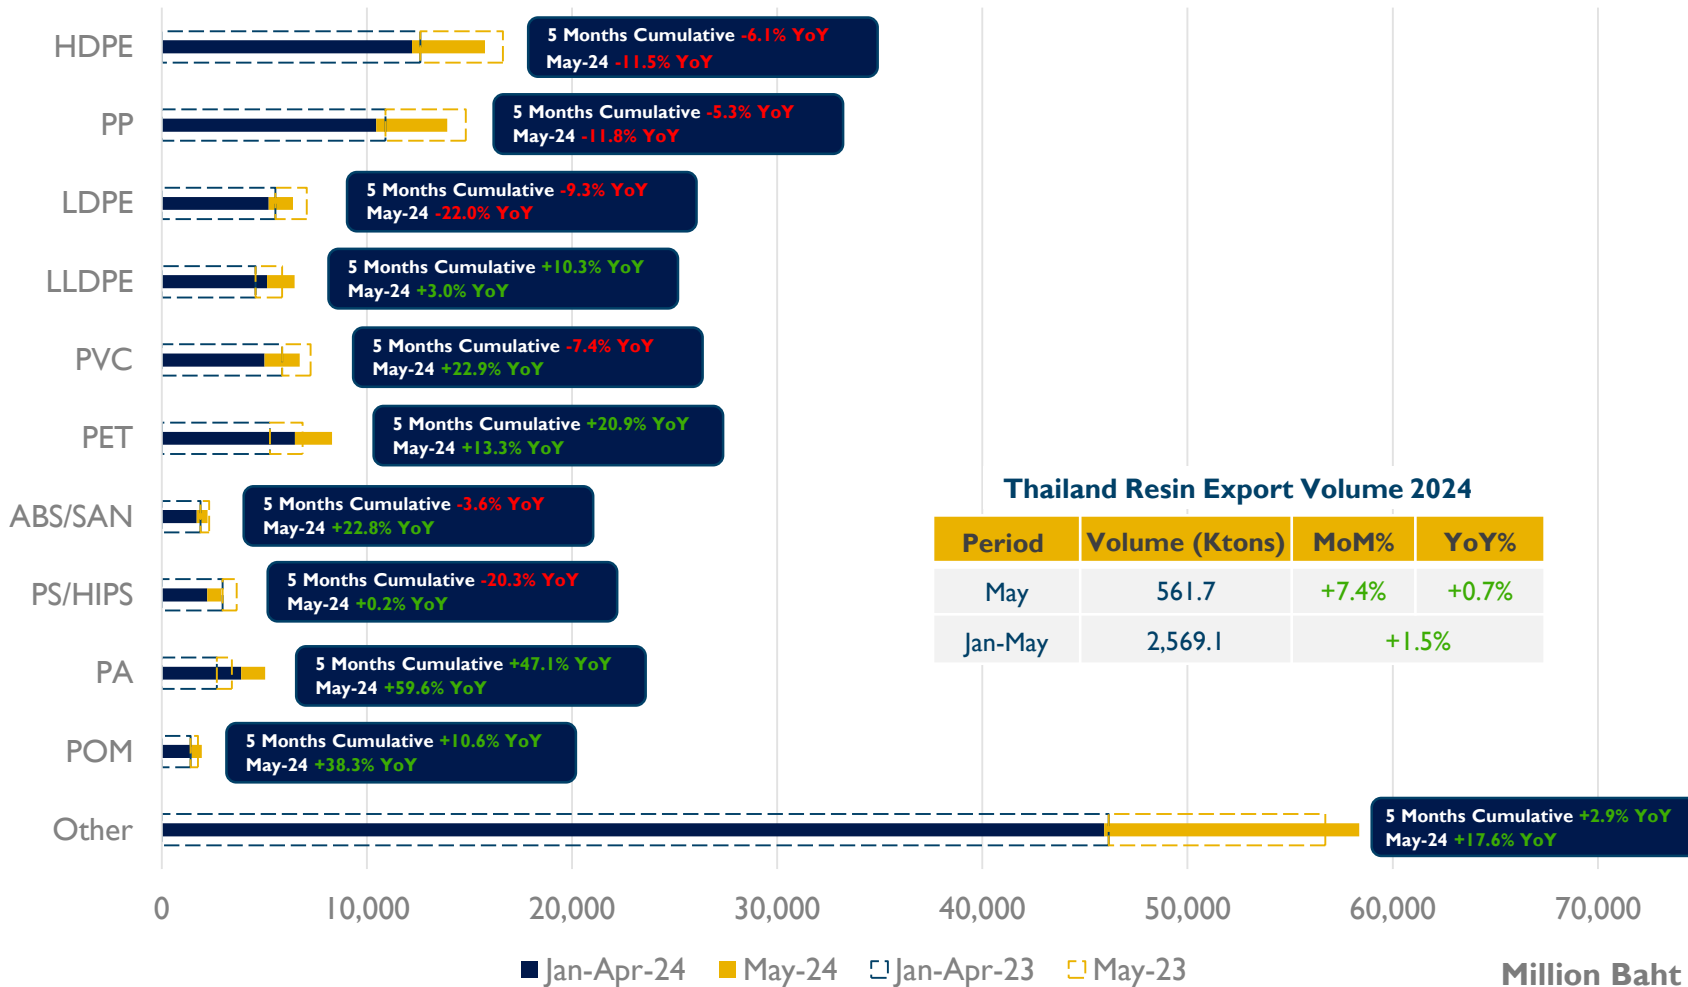 HDPE
5 Months Cumulative -6.1% YoY
May-24 -11.5% YoY
PP
5 Months Cumulative -5.3% YoY
May-24 -11.8% YoY
LDPE
5 Months Cumulative -9.3% YoY
May-24 -22.0% YoY
LLDPE
5 Months Cumulative +10.3% YoY
May-24 +3.0% YoY
PVC
5 Months Cumulative -7.4% YoY
May-24 +22.9% YoY
PET
5 Months Cumulative +20.9% YoY
May-24 +13.3% YoY
ABS/SAN
5 Months Cumulative -3.6% YoY
May-24 +22.8% YoY
PS/HIPS
5 Months Cumulative -20.3% YoY
May-24 +0.2% YoY
PA
5 Months Cumulative +47.1% YoY
May-24 +59.6% YoY
POM
5 Months Cumulative +10.6% YoY
May-24 +38.3% YoY
Other
5 Months Cumulative +2.9% YoY
May-24 +17.6% YoY
Thailand Resin Export Volume 2024
Period Volume (Ktons) MoM% YoY%
May 561.7 +7.4% +0.7%
Jan-May 2,569.1 +1.5%
0 10,000 20,000 30,000 40,000 50,000 60,000 70,000
Jan-Apr-24 May-24 Jan-Apr-23 May-23
Million Baht